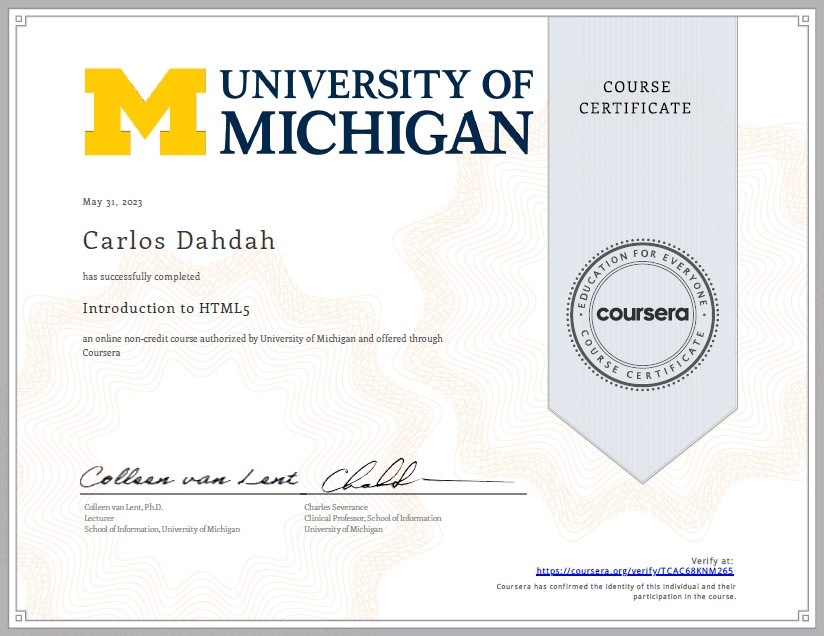 UNIVERSITY OF
MICHIGAN
COURSE
CERTIFICATE
May 31, 2023
Carlos Dahdah
has successfully completed
Introduction to HTML5
an online non-credit course authorized by University of Michigan and offered through
Coursera
EDUCATION FOR EVERYONE
coursera
COURSE CERTIFICATE
Colleen van Lent
Colleen van Lent, Ph.D.
Lecturer
School of Information, University of Michigan
Charles Severance
Clinical Professor, School of Information
University of Michigan
Verify at:
https://coursera.org/verify/TCAC68KNM265
Coursera has confirmed the identity of this individual and their
participation in the course.